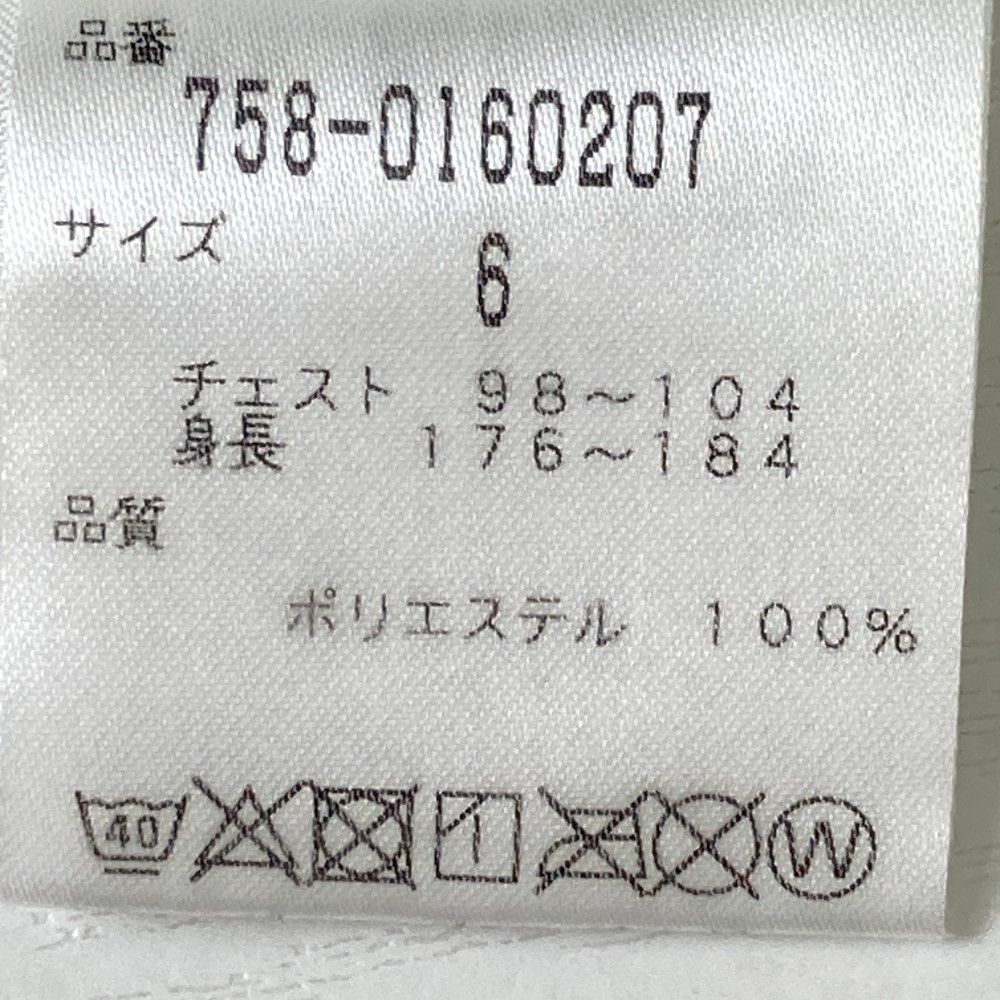 品番
758-0160207
サイズ
6
チェスト 98～104
身長 176～184
品質
ポリエステル 100%
40
W